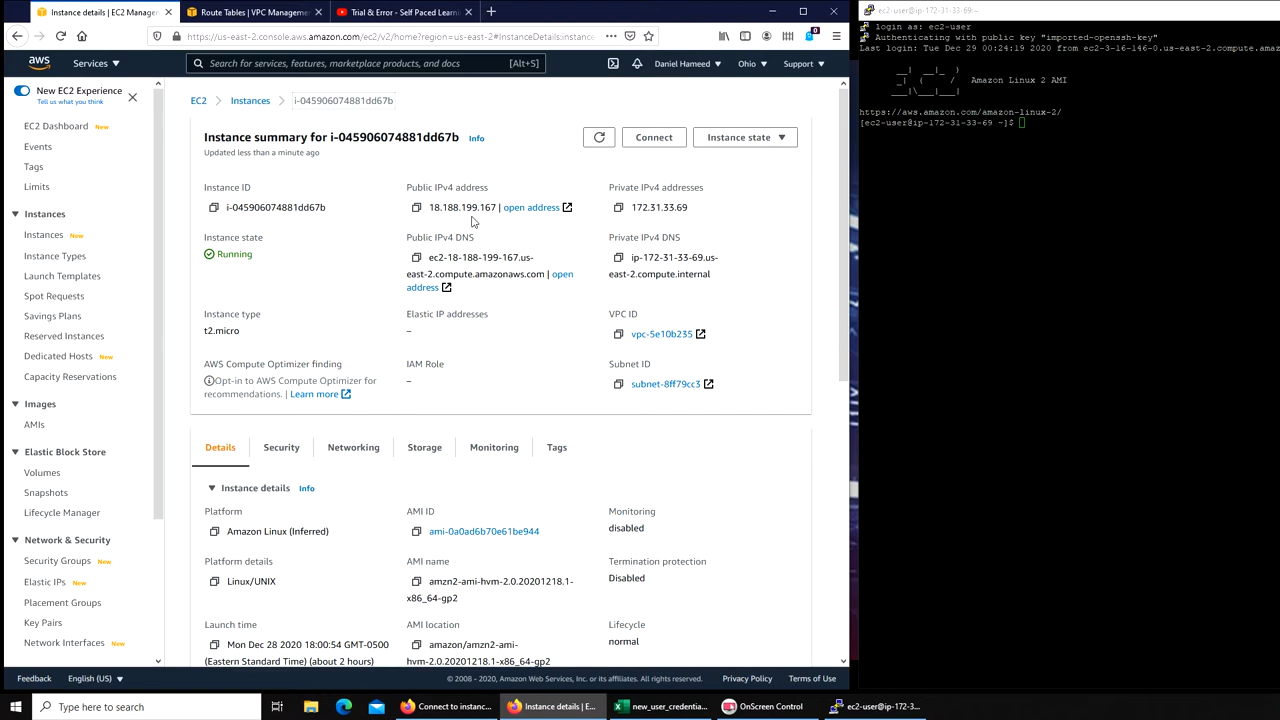 Instance details | EC2 Manage
Route Tables | VPC Manageme
Trial & Error - Self Paced Learni
https://us-east-2.console.aws.amazon.com/ec2/v2/home?region=us-east-2#InstanceDetails:instance
aws
Services
Search for services, features, marketplace products, and docs
[Alt+S]
Daniel Hameed
Ohio
Support
New EC2 Experience
Tell us what you think
EC2 Dashboard New
Events
Tags
Limits
Instances
Instances New
Instance Types
Launch Templates
Spot Requests
Savings Plans
Reserved Instances
Dedicated Hosts New
Capacity Reservations
Images
AMIs
Elastic Block Store
Volumes
Snapshots
Lifecycle Manager
Network & Security
Security Groups New
Elastic IPs New
Placement Groups
Key Pairs
Network Interfaces New
EC2
Instances
i-045906074881dd67b
Instance summary for i-045906074881dd67b Info
Updated less than a minute ago
Connect
Instance state
Instance ID
i-045906074881dd67b
Public IPv4 address
18.188.199.167 | open address
Private IPv4 addresses
172.31.33.69
Instance state
Running
Public IPv4 DNS
ec2-18-188-199-167.us-
east-2.compute.amazonaws.com | open
address
Private IPv4 DNS
ip-172-31-33-69.us-
east-2.compute.internal
Instance type
t2.micro
Elastic IP addresses
–
VPC ID
vpc-5e10b235
AWS Compute Optimizer finding
Opt-in to AWS Compute Optimizer for
recommendations. | Learn more
IAM Role
–
Subnet ID
subnet-8ff79cc3
Details
Security
Networking
Storage
Monitoring
Tags
Instance details Info
Platform
Amazon Linux (Inferred)
AMI ID
ami-0a0ad6b70e61be944
Monitoring
disabled
Platform details
Linux/UNIX
AMI name
amzn2-ami-hvm-2.0.20201218.1-
x86_64-gp2
Termination protection
Disabled
Launch time
Mon Dec 28 2020 18:00:54 GMT-0500
(Eastern Standard Time) (about 2 hours)
AMI location
amazon/amzn2-ami-
hvm-2.0.20201218.1-x86_64-gp2
Lifecycle
normal
Feedback
English (US)
© 2008 - 2020, Amazon Web Services, Inc. or its affiliates. All rights reserved.
Privacy Policy
Terms of Use
ec2-user@ip-172-31-33-69:~
login as: ec2-user
Authenticating with public key "imported-openssh-key"
Last login: Tue Dec 29 00:24:19 2020 from ec2-3-16-146-0.us-east-2.compute.amaz
Amazon Linux 2 AMI
https://aws.amazon.com/amazon-linux-2/
[ec2-user@ip-172-31-33-69 ~]$
Type here to search
Connect to instanc...
Instance details | E...
new_user_credentia...
OnScreen Control
ec2-user@ip-172-3...